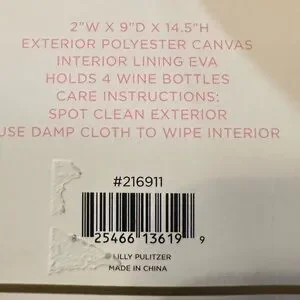 2"W X 9"D X 14.5"H
EXTERIOR POLYESTER CANVAS
INTERIOR LINING EVA
HOLDS 4 WINE BOTTLES
CARE INSTRUCTIONS:
SPOT CLEAN EXTERIOR
USE DAMP CLOTH TO WIPE INTERIOR
#216911
8 25466 13619 9
LILLY PULITZER
MADE IN CHINA